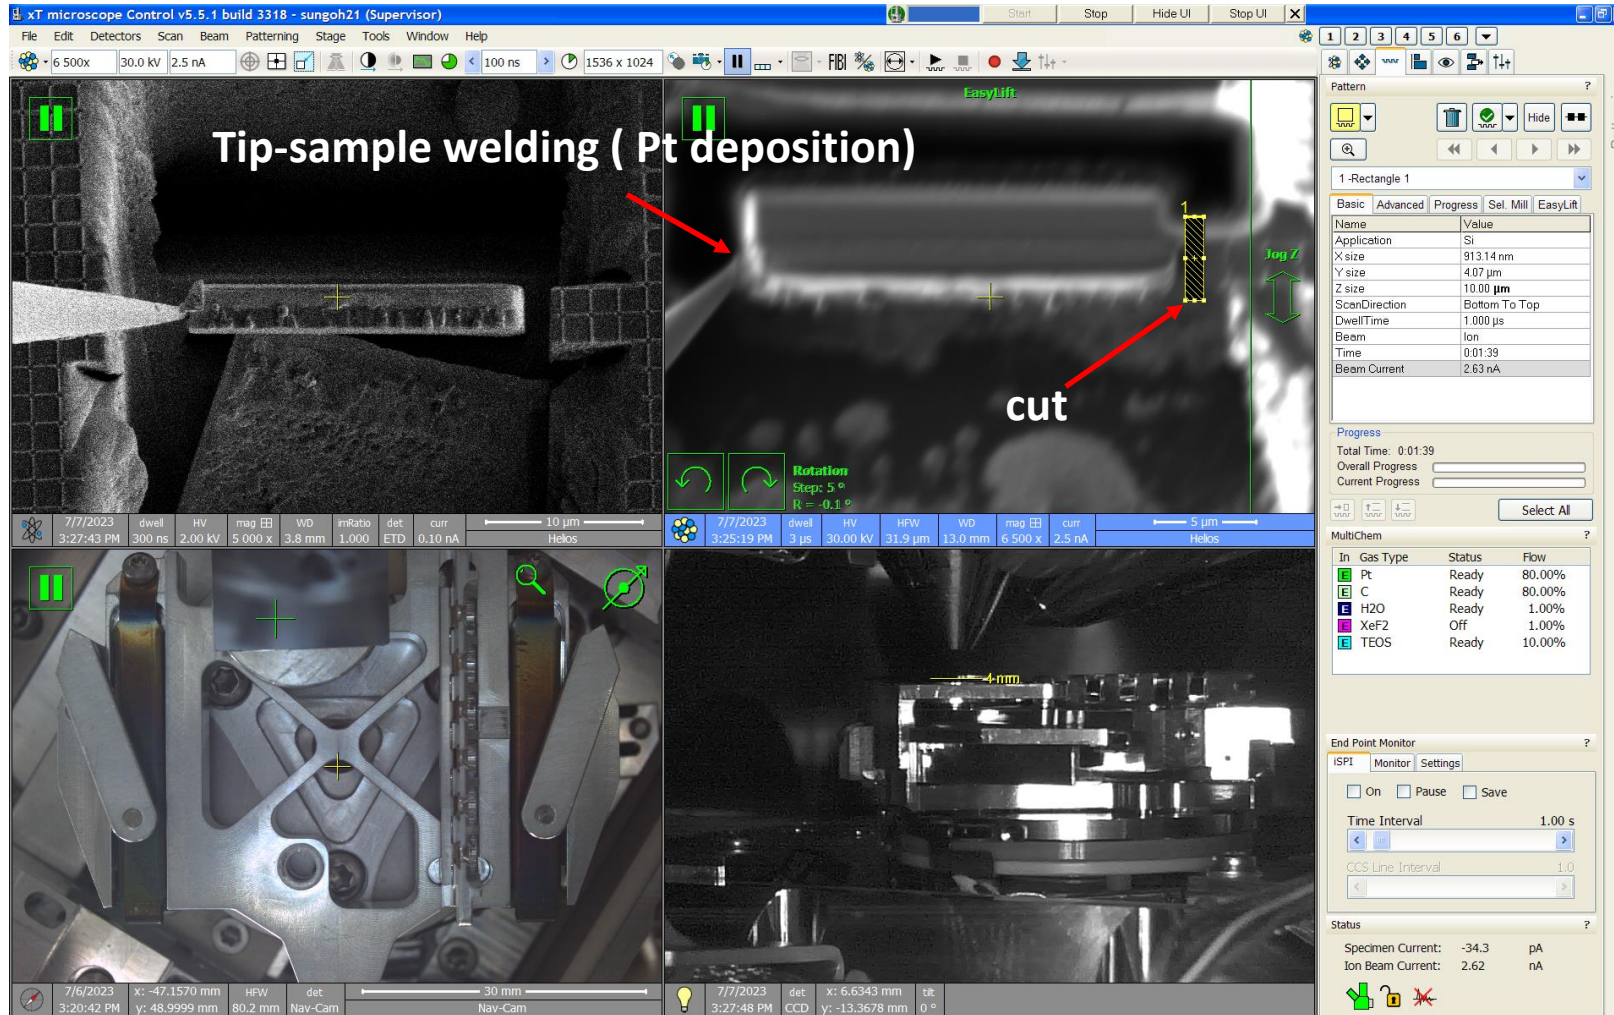 xT microscope Control v5.5.1 build 3318 - sungoh21 (Supervisor)
Start Stop Hide UI Stop UI X
File Edit Detectors Scan Beam Patterning Stage Tools Window Help
1 2 3 4 5 6
6 500x 30.0 kV 2.5 nA 100 ns 1536 x 1024
Tip-sample welding ( Pt deposition)
EasyLift
1
Jog Z
cut
Rotation
Step: 5 °
R = -0.1 °
7/7/2023 dwell HV mag WD imRatio det curr 10 µm
3:27:43 PM 300 ns 2.00 kV 5 000 x 3.8 mm 1.000 ETD 0.10 nA Helios
7/7/2023 dwell HV HFW WD mag curr 5 µm
3:25:19 PM 3 µs 30.00 kV 31.9 µm 13.0 mm 6 500 x 2.5 nA Helios
4 mm
7/6/2023 x: -47.1570 mm HFW det 30 mm
3:20:42 PM y: 48.9999 mm 80.2 mm Nav-Cam Nav-Cam
7/7/2023 det x: 6.6343 mm tilt
3:27:48 PM CCD y: -13.3678 mm 0 °
Pattern ?
Hide
1 -Rectangle 1
Basic Advanced Progress Sel. Mill EasyLift
Name Value
Application Si
X size 913.14 nm
Y size 4.07 µm
Z size 10.00 µm
ScanDirection Bottom To Top
DwellTime 1.000 µs
Beam Ion
Time 0:01:39
Beam Current 2.63 nA
Progress
Total Time: 0:01:39
Overall Progress
Current Progress
Select All
MultiChem ?
In Gas Type Status Flow
E Pt Ready 80.00%
E C Ready 80.00%
E H2O Ready 1.00%
E XeF2 Off 1.00%
E TEOS Ready 10.00%
End Point Monitor ?
iSPI Monitor Settings
On Pause Save
Time Interval 1.00 s
CCS Line Interval 1.0
Status ?
Specimen Current: -34.3 pA
Ion Beam Current: 2.62 nA